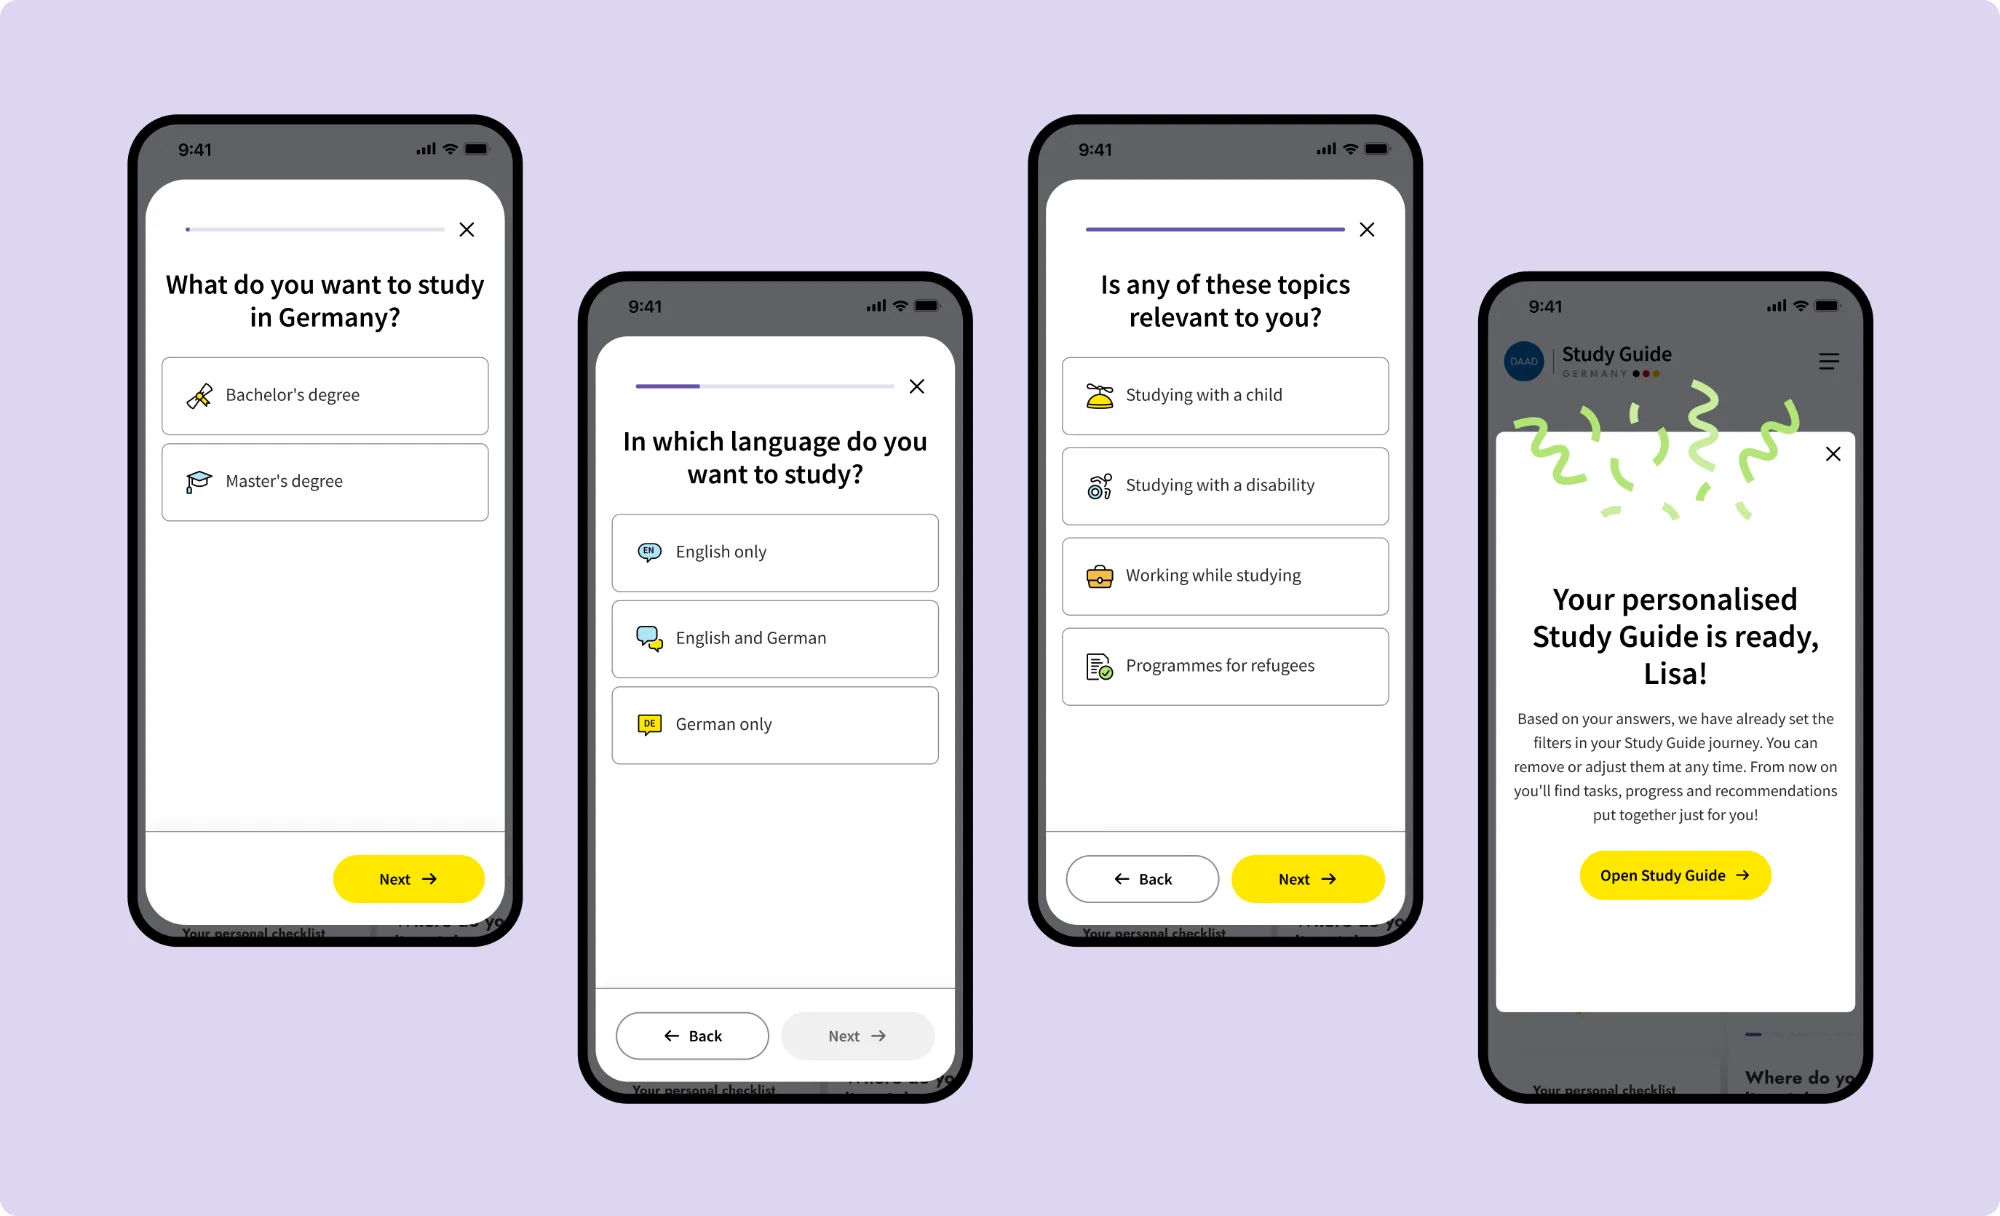 9:41
What do you want to study
in Germany?
Bachelor's degree
Master's degree
Next
Your personal checklist
9:41
In which language do you
want to study?
EN
English only
English and German
DE
German only
Back
Next
Your personal checklist
9:41
Is any of these topics
relevant to you?
Studying with a child
Studying with a disability
Working while studying
Programmes for refugees
Back
Next
Your personal checklist
9:41
DAAD
Study Guide
GERMANY
Your personalised
Study Guide is ready,
Lisa!
Based on your answers, we have already set the
filters in your Study Guide journey. You can
remove or adjust them at any time. From now on
you'll find tasks, progress and recommendations
put together just for you!
Open Study Guide
Your personal checklist
Where do yo